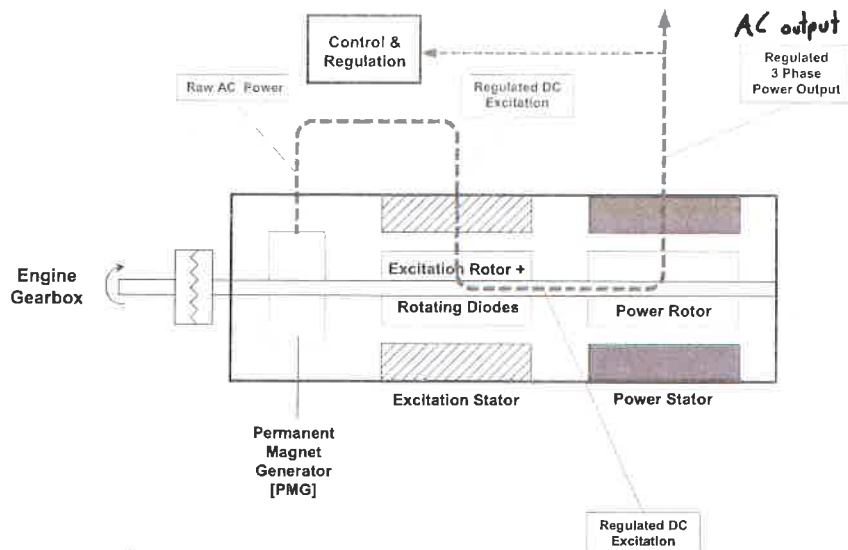 AC output
Control &
Regulation
Regulated
3 Phase
Power Output
Raw AC Power
Regulated DC
Excitation
Engine
Gearbox
Excitation Rotor +
Rotating Diodes
Power Rotor
Excitation Stator
Power Stator
Permanent
Magnet
Generator
[PMG]
Regulated DC
Excitation